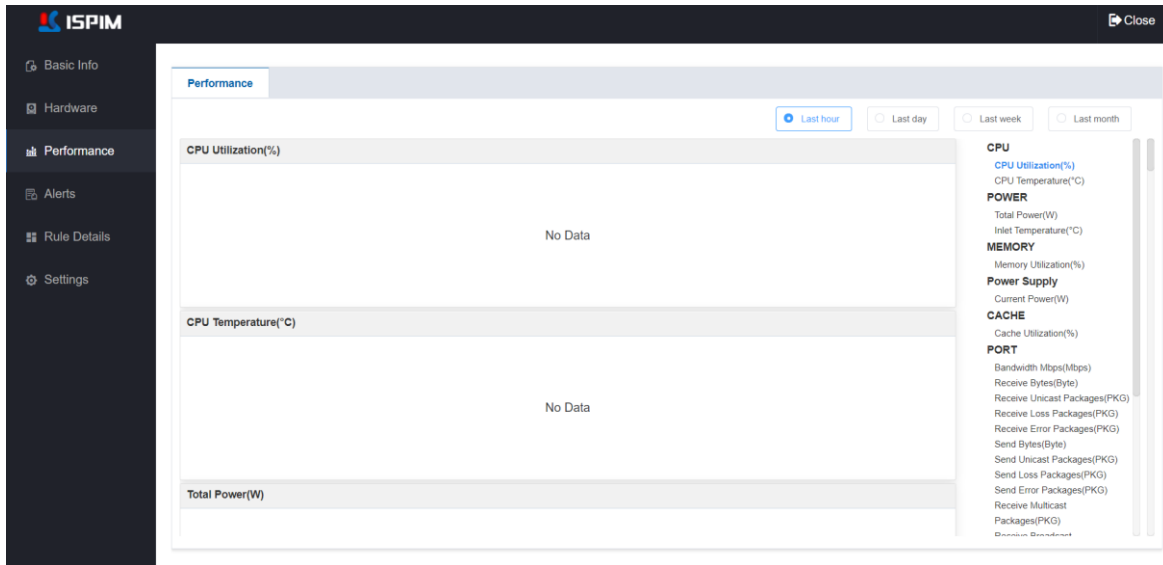 ISPIM
Close
Basic Info
Hardware
Performance
Alerts
Rule Details
Settings
Performance
Last hour
Last day
Last week
Last month
CPU Utilization(%)
No Data
CPU Temperature(°C)
No Data
Total Power(W)
CPU
CPU Utilization(%)
CPU Temperature(°C)
POWER
Total Power(W)
Inlet Temperature(°C)
MEMORY
Memory Utilization(%)
Power Supply
Current Power(W)
CACHE
Cache Utilization(%)
PORT
Bandwidth Mbps(Mbps)
Receive Bytes(Byte)
Receive Unicast Packages(PKG)
Receive Loss Packages(PKG)
Receive Error Packages(PKG)
Send Bytes(Byte)
Send Unicast Packages(PKG)
Send Loss Packages(PKG)
Send Error Packages(PKG)
Receive Multicast
Packages(PKG)
Receive Broadcast